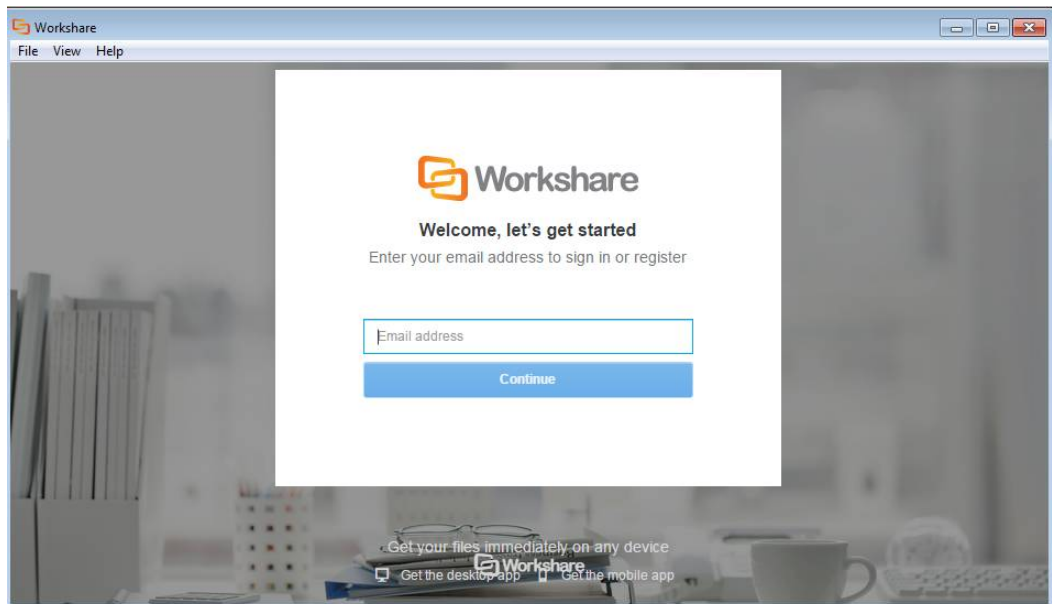 Workshare
File View Help
Workshare
Welcome, let's get started
Enter your email address to sign in or register
Email address
Continue
Get your files immediately on any device
Workshare
Get the desktop app Get the mobile app